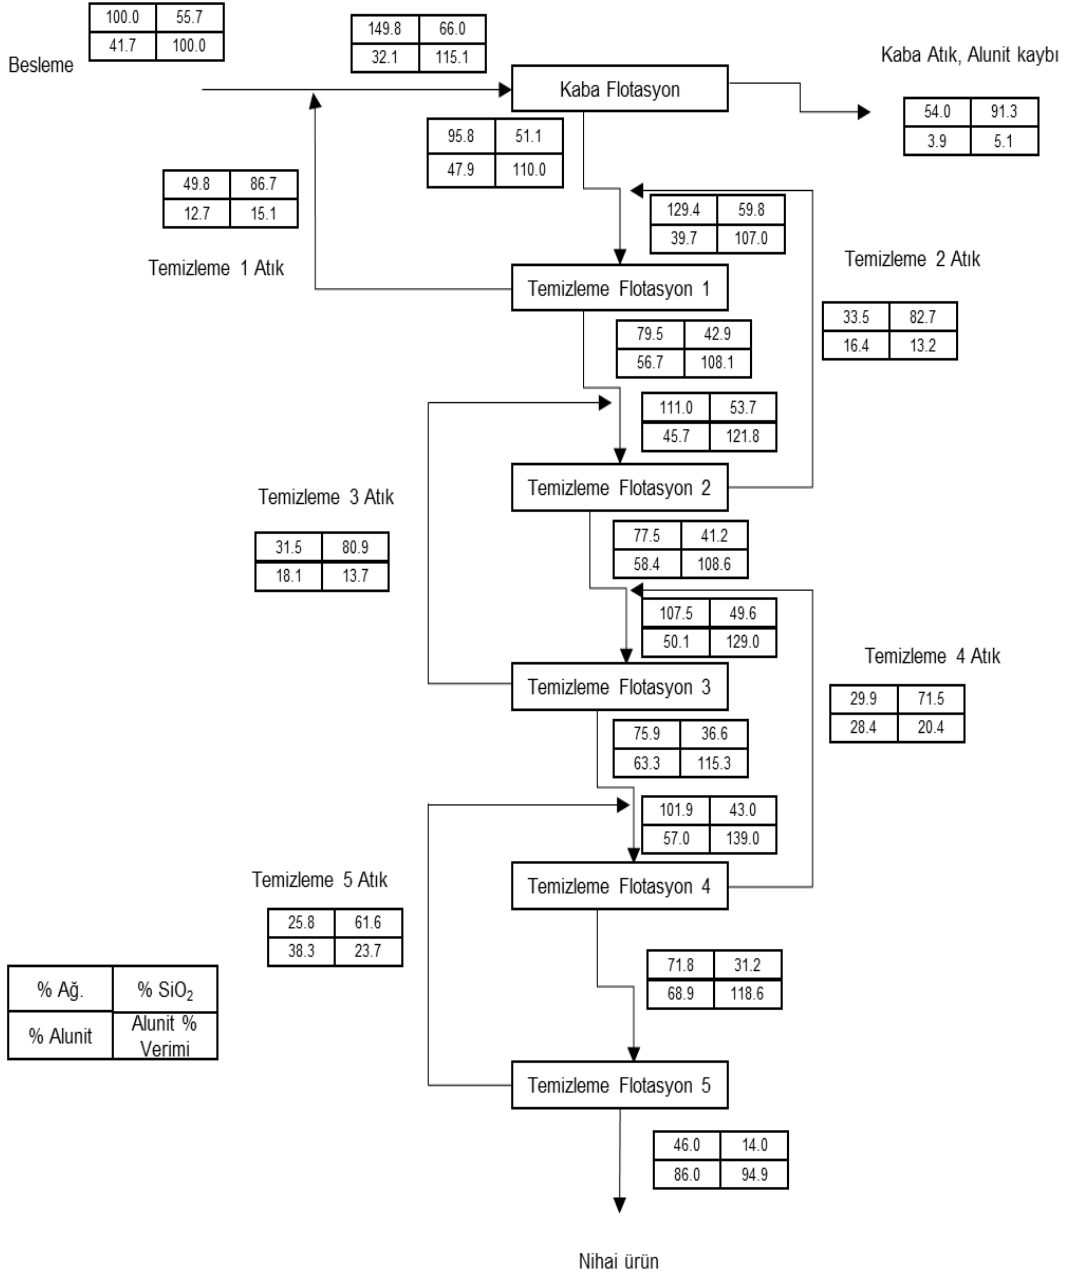 100.0 55.7
41.7 100.0
Besleme
149.8 66.0
32.1 115.1
Kaba Flotasyon
Kaba Atık, Alunit kaybı
54.0 91.3
3.9 5.1
95.8 51.1
47.9 110.0
49.8 86.7
12.7 15.1
Temizleme 1 Atık
129.4 59.8
39.7 107.0
Temizleme 2 Atık
33.5 82.7
16.4 13.2
Temizleme Flotasyon 1
79.5 42.9
56.7 108.1
111.0 53.7
45.7 121.8
Temizleme Flotasyon 2
Temizleme 3 Atık
31.5 80.9
18.1 13.7
77.5 41.2
58.4 108.6
107.5 49.6
50.1 129.0
Temizleme 4 Atık
29.9 71.5
28.4 20.4
Temizleme Flotasyon 3
75.9 36.6
63.3 115.3
101.9 43.0
57.0 139.0
Temizleme Flotasyon 4
Temizleme 5 Atık
25.8 61.6
38.3 23.7
71.8 31.2
68.9 118.6
% Ağ. % SiO2
% Alunit Alunit %
Verimi
Temizleme Flotasyon 5
46.0 14.0
86.0 94.9
Nihai ürün